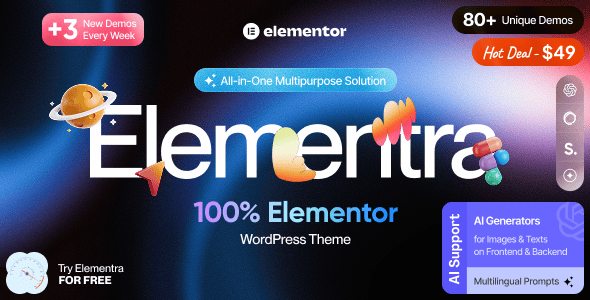 +3 New Demos
Every Week
elementor
80+ Unique Demos
Hot Deal - $49
All-in-One Multipurpose Solution
Elementra
S.
100% Elementor
WordPress Theme
AI Support
AI Generators
for Images & Texts
on Frontend & Backend
Multilingual Prompts
Try Elementra
FOR FREE